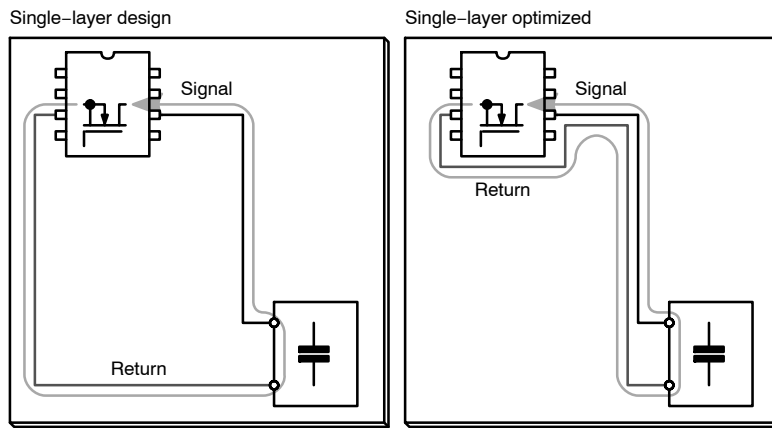 Single–layer design
Single–layer optimized
Signal
Return
Signal
Return